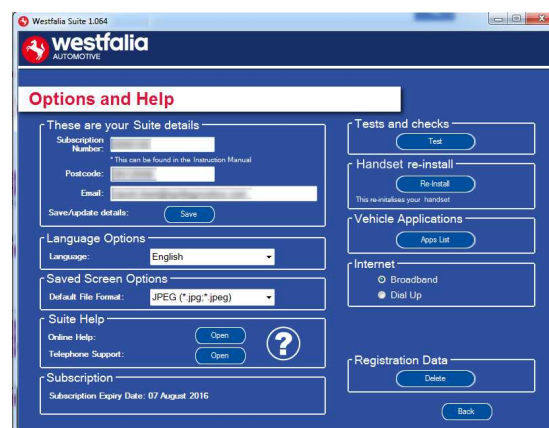 Westfalia Suite 1.064
westfalia
AUTOMOTIVE
Options and Help
These are your Suite details
Subscription
Number:
* This can be found in the Instruction Manual
Postcode:
Email:
Save/update details:
Save
Language Options
Language:
English
Saved Screen Options
Default File Format:
JPEG (*.jpg;*.jpeg)
Suite Help
Online Help:
Open
Telephone Support:
Open
?
Subscription
Subscription Expiry Date: 07 August 2016
Tests and checks
Test
Handset re-install
Re-Install
This re-initalises your handset
Vehicle Applications
Apps List
Internet
Broadband
Dial Up
Registration Data
Delete
Back